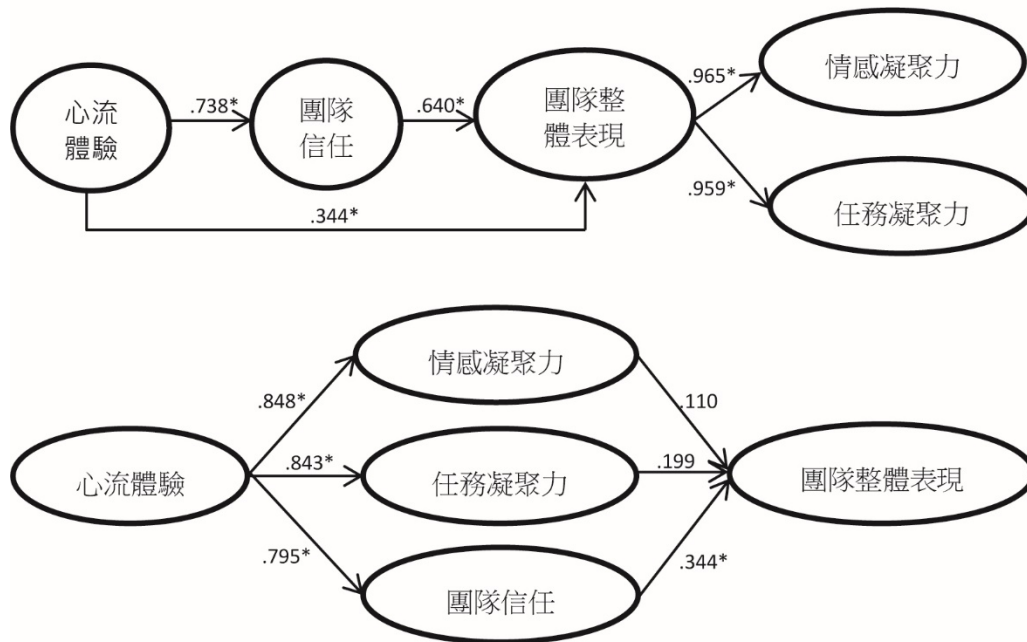 心流
體驗
.738*
團隊
信任
.640*
團隊整
體表現
.965*
情感凝聚力
.959*
任務凝聚力
.344*
心流體驗
.848*
情感凝聚力
.110
.843*
任務凝聚力
.199
團隊整體表現
.795*
團隊信任
.344*